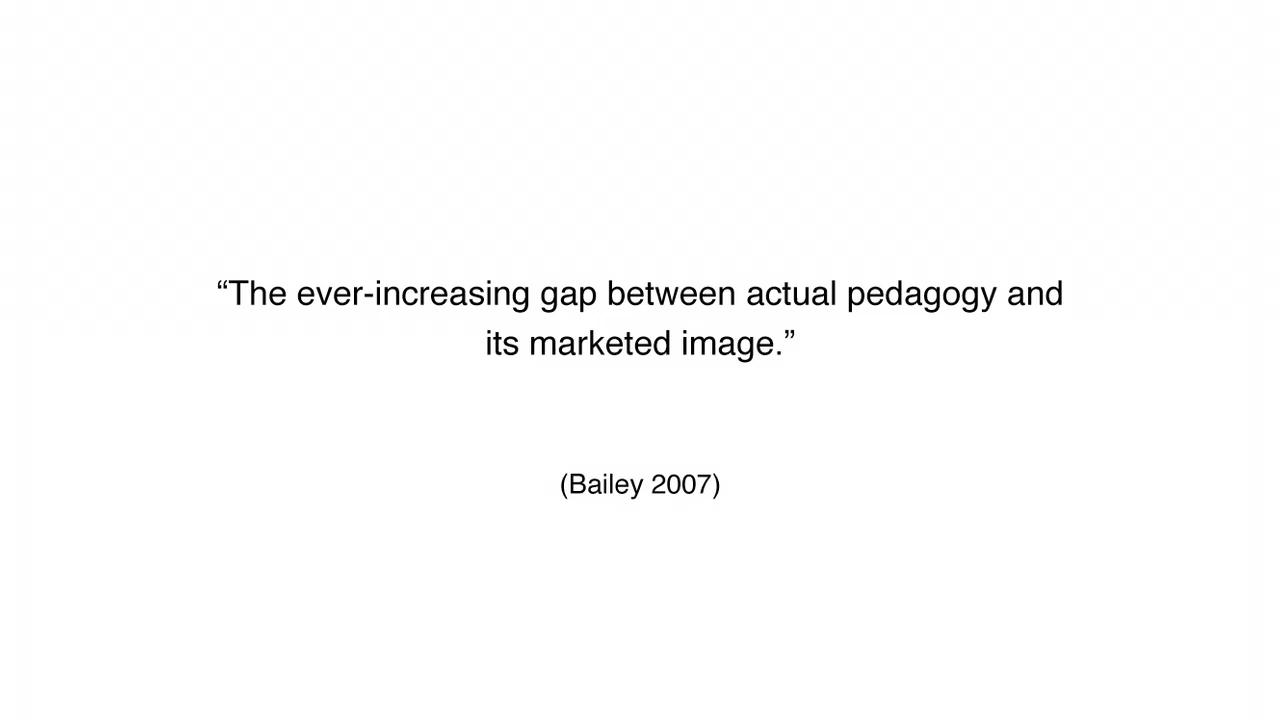 “The ever-increasing gap between actual pedagogy and
its marketed image.”
(Bailey 2007)